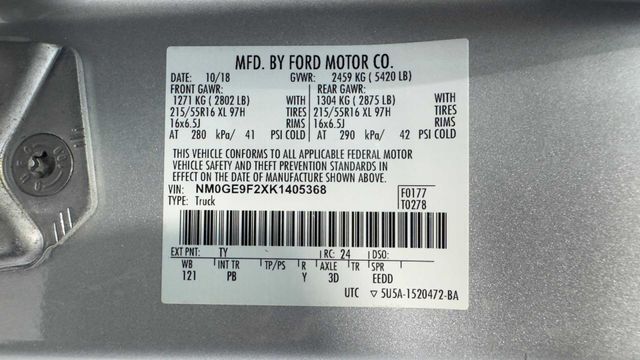 MFD. BY FORD MOTOR CO.
DATE: 10/18 GVWR: 2459 KG ( 5420 LB)
FRONT GAWR: REAR GAWR:
1271 KG ( 2802 LB) WITH 1304 KG ( 2875 LB) WITH
215/55R16 XL 97H TIRES 215/55R16 XL 97H TIRES
16x6.5J RIMS 16x6.5J RIMS
AT 280 kPa/ 41 PSI COLD AT 290 kPa/ 42 PSI COLD
THIS VEHICLE CONFORMS TO ALL APPLICABLE FEDERAL MOTOR
VEHICLE SAFETY AND THEFT PREVENTION STANDARDS IN
EFFECT ON THE DATE OF MANUFACTURE SHOWN ABOVE.
VIN: NM0GE9F2XK1405368 F0177
TYPE: Truck T0278
EXT PNT: TY RC: 24 DSO:
WB INT TR TP/PS R AXLE TR SPR
121 PB Y 3D EEDD
UTC ▽ 5U5A-1520472-BA